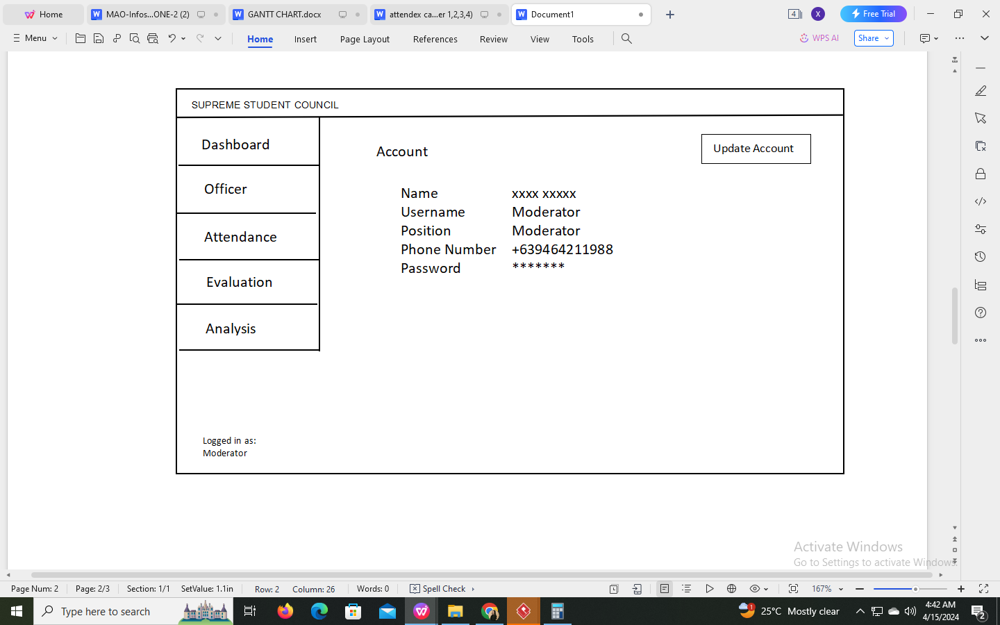 Home
MAO-Infos...ONE-2 (2)
GANTT CHART.docx
attendex ca...er 1,2,3,4)
Document1
4
X
Free Trial
Menu
Home
Insert
Page Layout
References
Review
View
Tools
WPS AI
Share
SUPREME STUDENT COUNCIL
Dashboard
Officer
Attendance
Evaluation
Analysis
Logged in as:
Moderator
Account
Update Account
Name xxxx xxxxx
Username Moderator
Position Moderator
Phone Number +639464211988
Password *******
Activate Windows
Go to Settings to activate Windows.
Page Num: 2
Page: 2/3
Section: 1/1
SetValue: 1.1in
Row: 2
Column: 26
Words: 0
Spell Check
167%
Type here to search
1
25°C Mostly clear
4:42 AM
4/15/2024
2